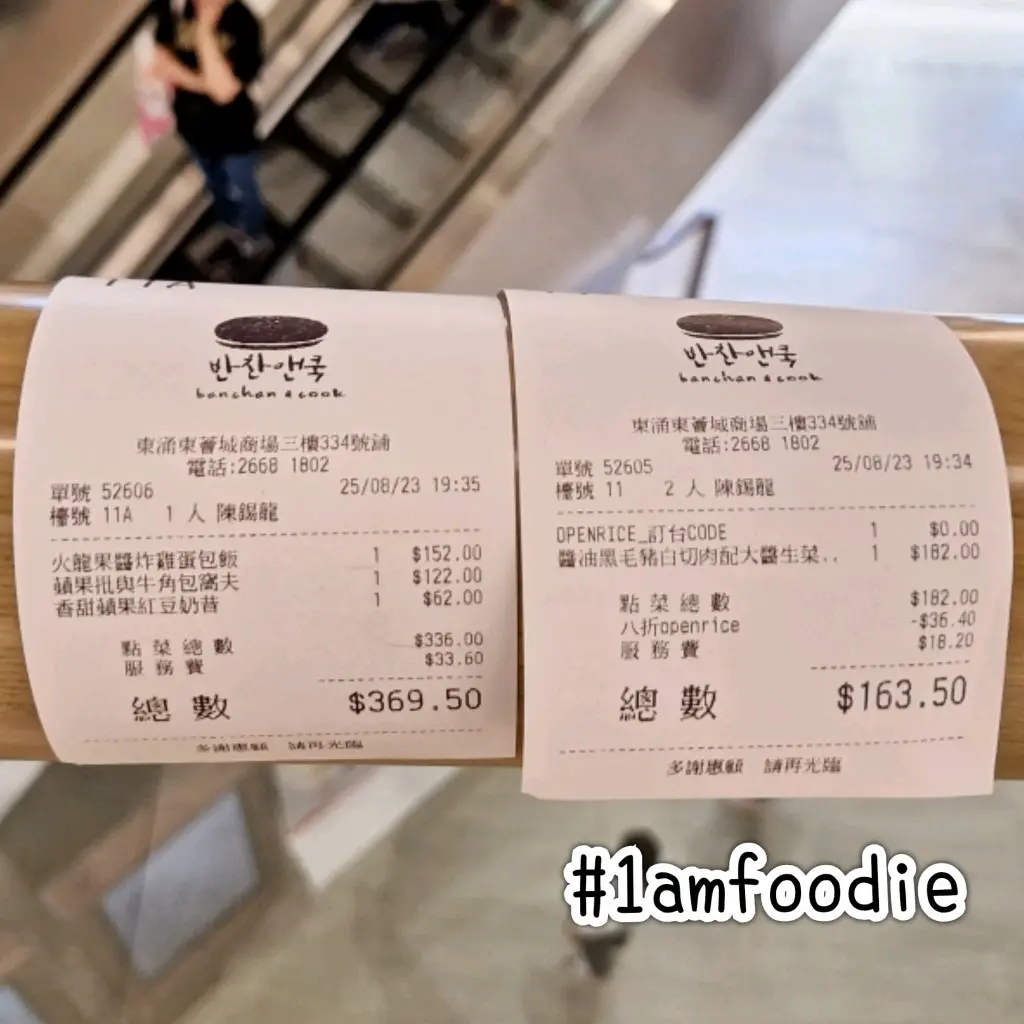 11A
반찬앤쿡
banchan & cook
東涌東薈城商場三樓334號舖
電話:2668 1802
單號 52606 25/08/23 19:35
檯號 11A 1 人 陳錫龍
火龍果醬炸雞蛋包飯 1 $152.00
蘋果批與牛角包窩夫 1 $122.00
香甜蘋果紅豆奶昔 1 $62.00
點菜總數 $336.00
服務費 $33.60
總數 $369.50
多謝惠顧 請再光臨
반찬앤쿡
banchan & cook
東涌東薈城商場三樓334號舖
電話:2668 1802
單號 52605 25/08/23 19:34
檯號 11 2 人 陳錫龍
OPENRICE_訂台CODE 1 $0.00
醬油黑毛豬白切肉配大醬生菜.. 1 $182.00
點菜總數 $182.00
八折openrice -$36.40
服務費 $18.20
總數 $163.50
多謝惠顧 請再光臨
#1amfoodie